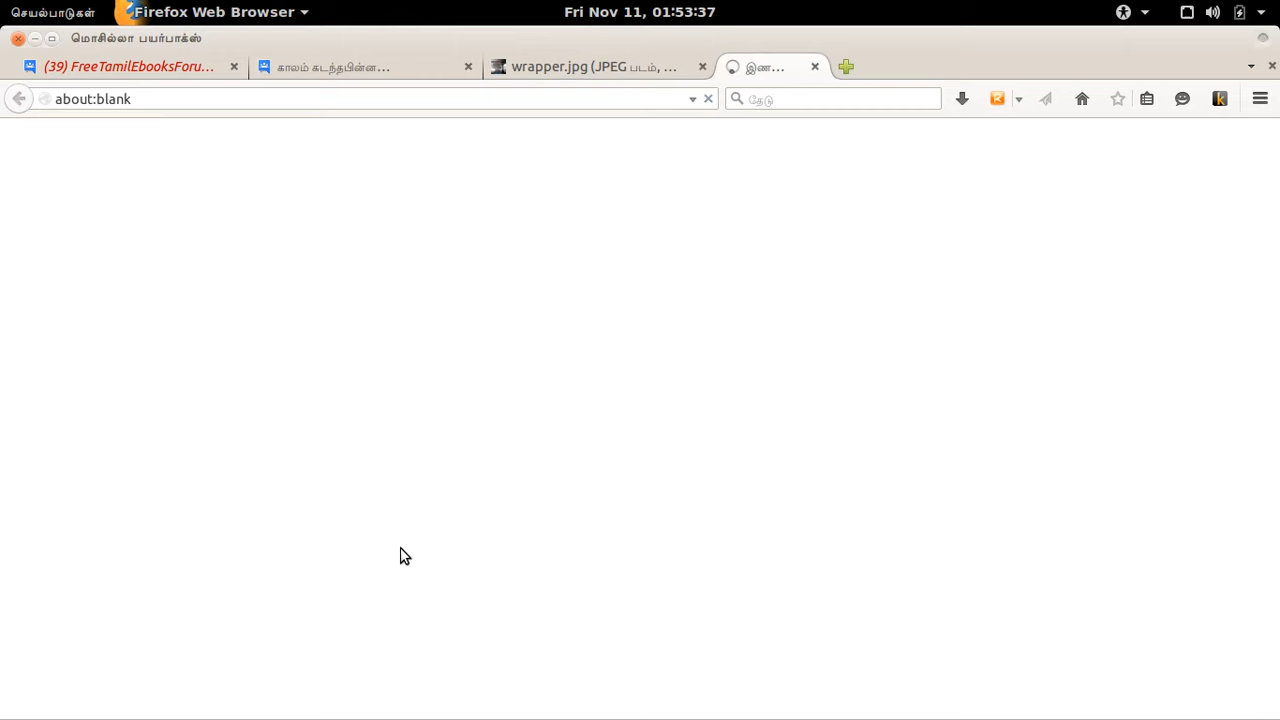 செயல்பாடுகள் Firefox Web Browser Fri Nov 11, 01:53:37
மொசில்லா பயர்பாக்ஸ்
(39) FreeTamilEbooksForu... காலம் கடந்தபின்ன... wrapper.jpg (JPEG படம், ... இண...
about:blank தேடு